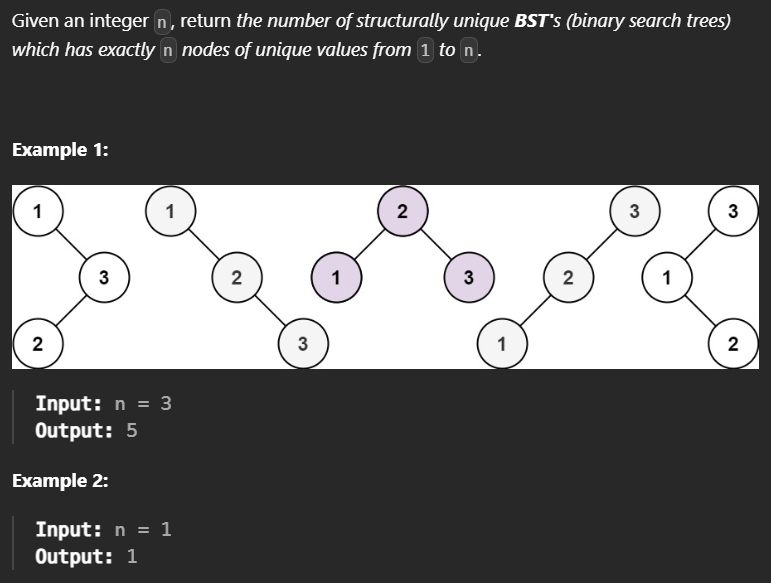 Given an integer n, return the number of structurally unique BST's (binary search trees)
which has exactly n nodes of unique values from 1 to n.
Example 1:
1 1 2 3 3
3 2 1 3 2 1
2 3 1 2
Input: n = 3
Output: 5
Example 2:
Input: n = 1
Output: 1